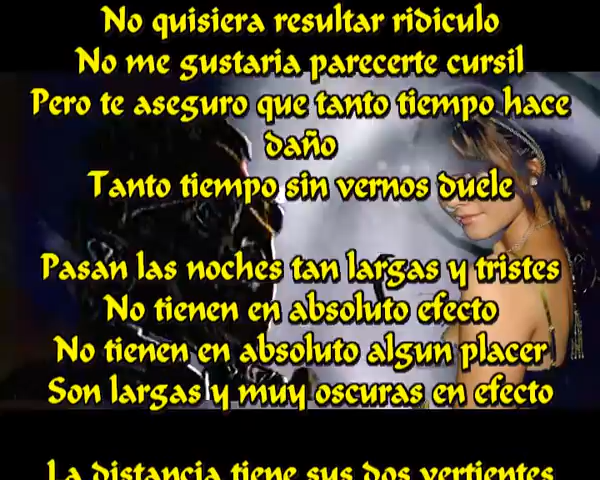 No quisiera resultar ridiculo
No me gustaria parecerte cursil
Pero te aseguro que tanto tiempo hace
daño
Tanto tiempo sin vernos duele
Pasan las noches tan largas y tristes
No tienen en absoluto efecto
No tienen en absoluto algun placer
Son largas y muy oscuras en efecto
La distancia tiene sus dos vertientes